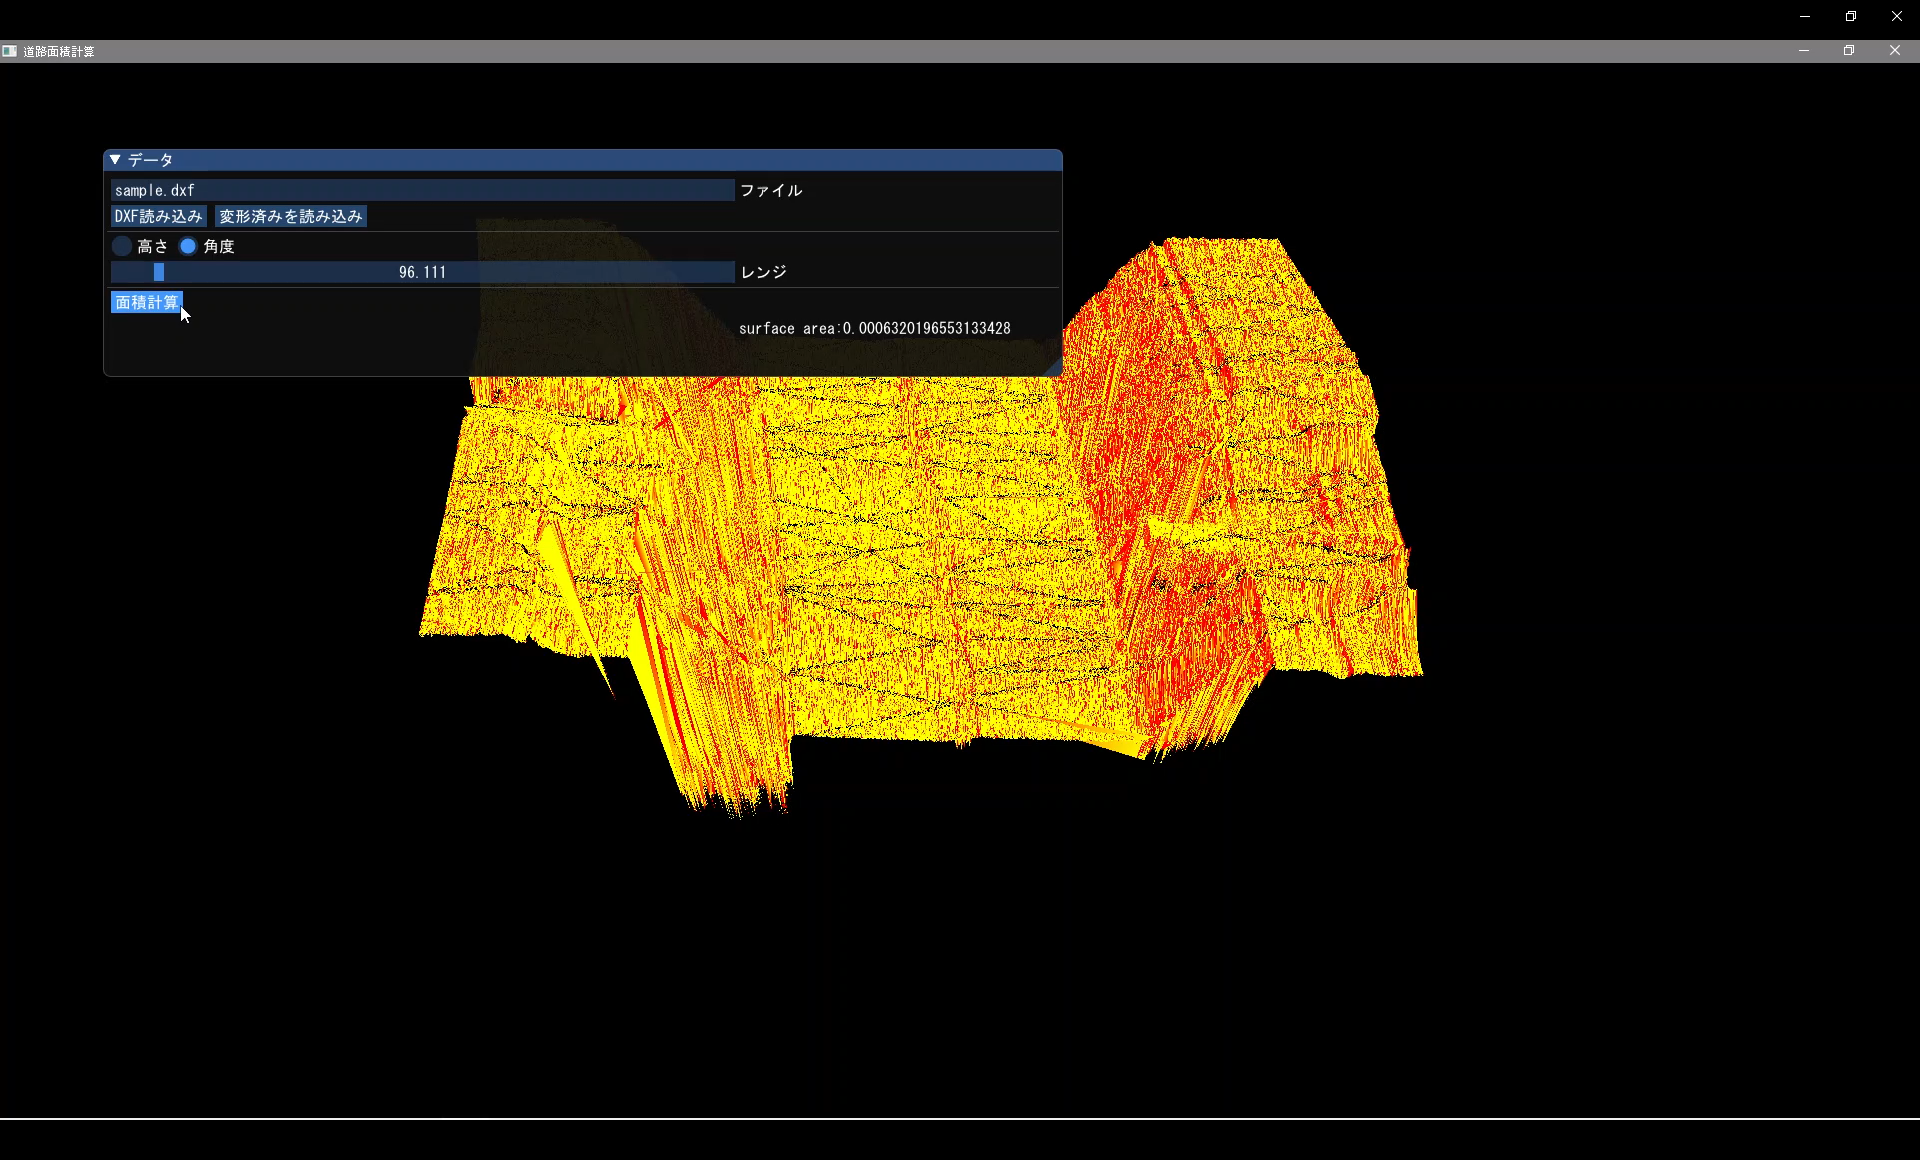 道路面積計算
データ
sample.dxf ファイル
DXF読み込み 変形済みを読み込み
高さ 角度
96.111 レンジ
面積計算
surface area:0.0006320196553133428